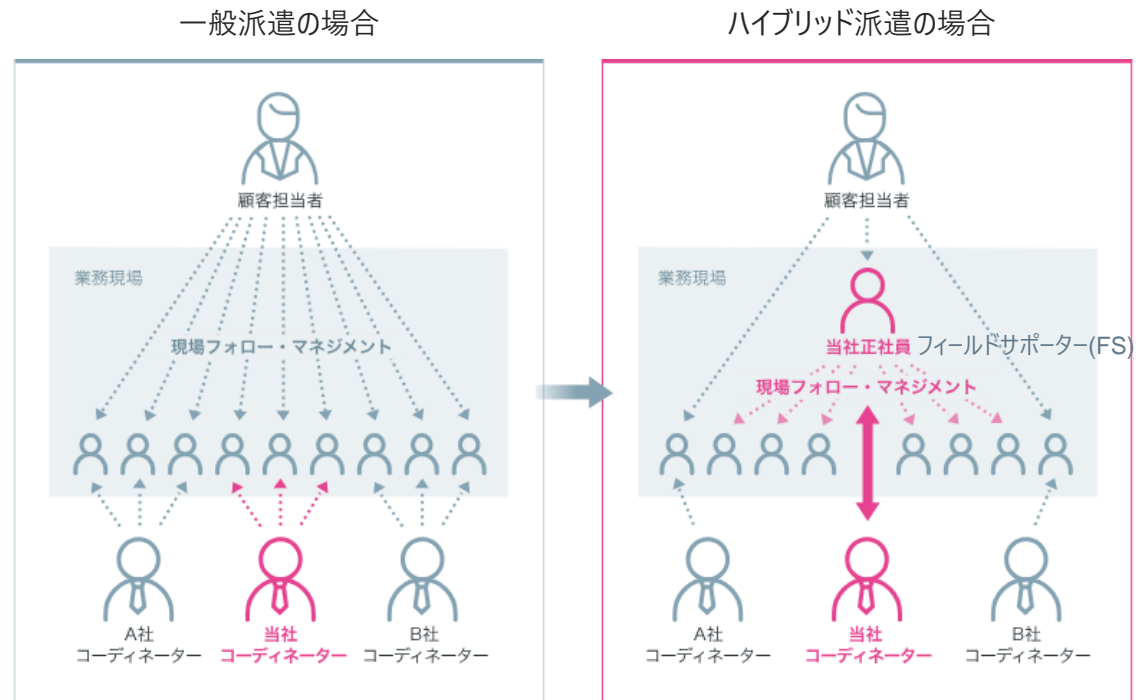 一般派遣の場合
顧客担当者
業務現場
現場フォロー・マネジメント
A社
コーディネーター
当社
コーディネーター
B社
コーディネーター
ハイブリッド派遣の場合
顧客担当者
業務現場
当社正社員 フィールドサポーター(FS)
現場フォロー・マネジメント
A社
コーディネーター
当社
コーディネーター
B社
コーディネーター